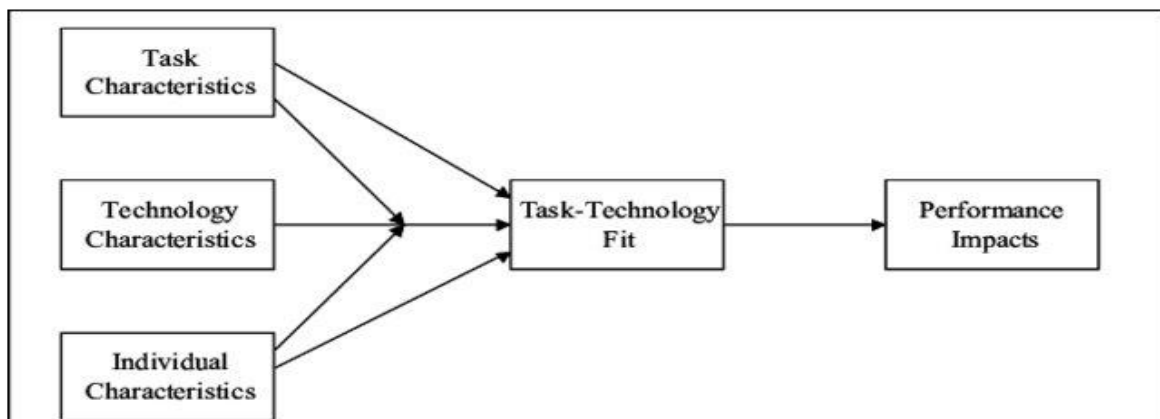 Task
Characteristics
Technology
Characteristics
Individual
Characteristics
Task-Technology
Fit
Performance
Impacts